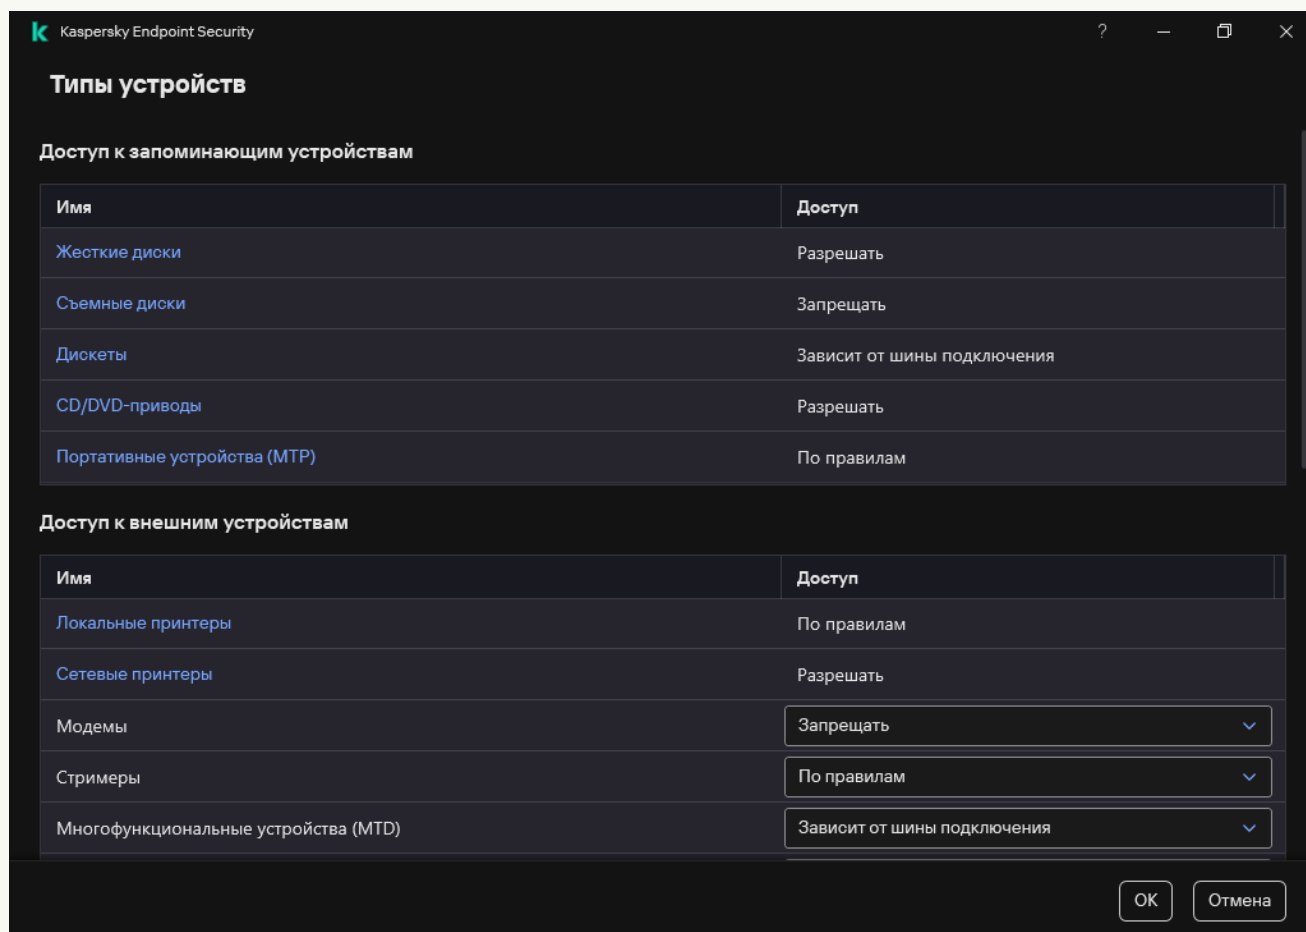 Kaspersky Endpoint Security ?
Типы устройств
Доступ к запоминающим устройствам
Имя Доступ
Жесткие диски Разрешать
Съемные диски Запрещать
Дискеты Зависит от шины подключения
CD/DVD-приводы Разрешать
Портативные устройства (MTP) По правилам
Доступ к внешним устройствам
Имя Доступ
Локальные принтеры По правилам
Сетевые принтеры Разрешать
Модемы Запрещать
Стримеры По правилам
Многофункциональные устройства (MTD) Зависит от шины подключения
OK Отмена